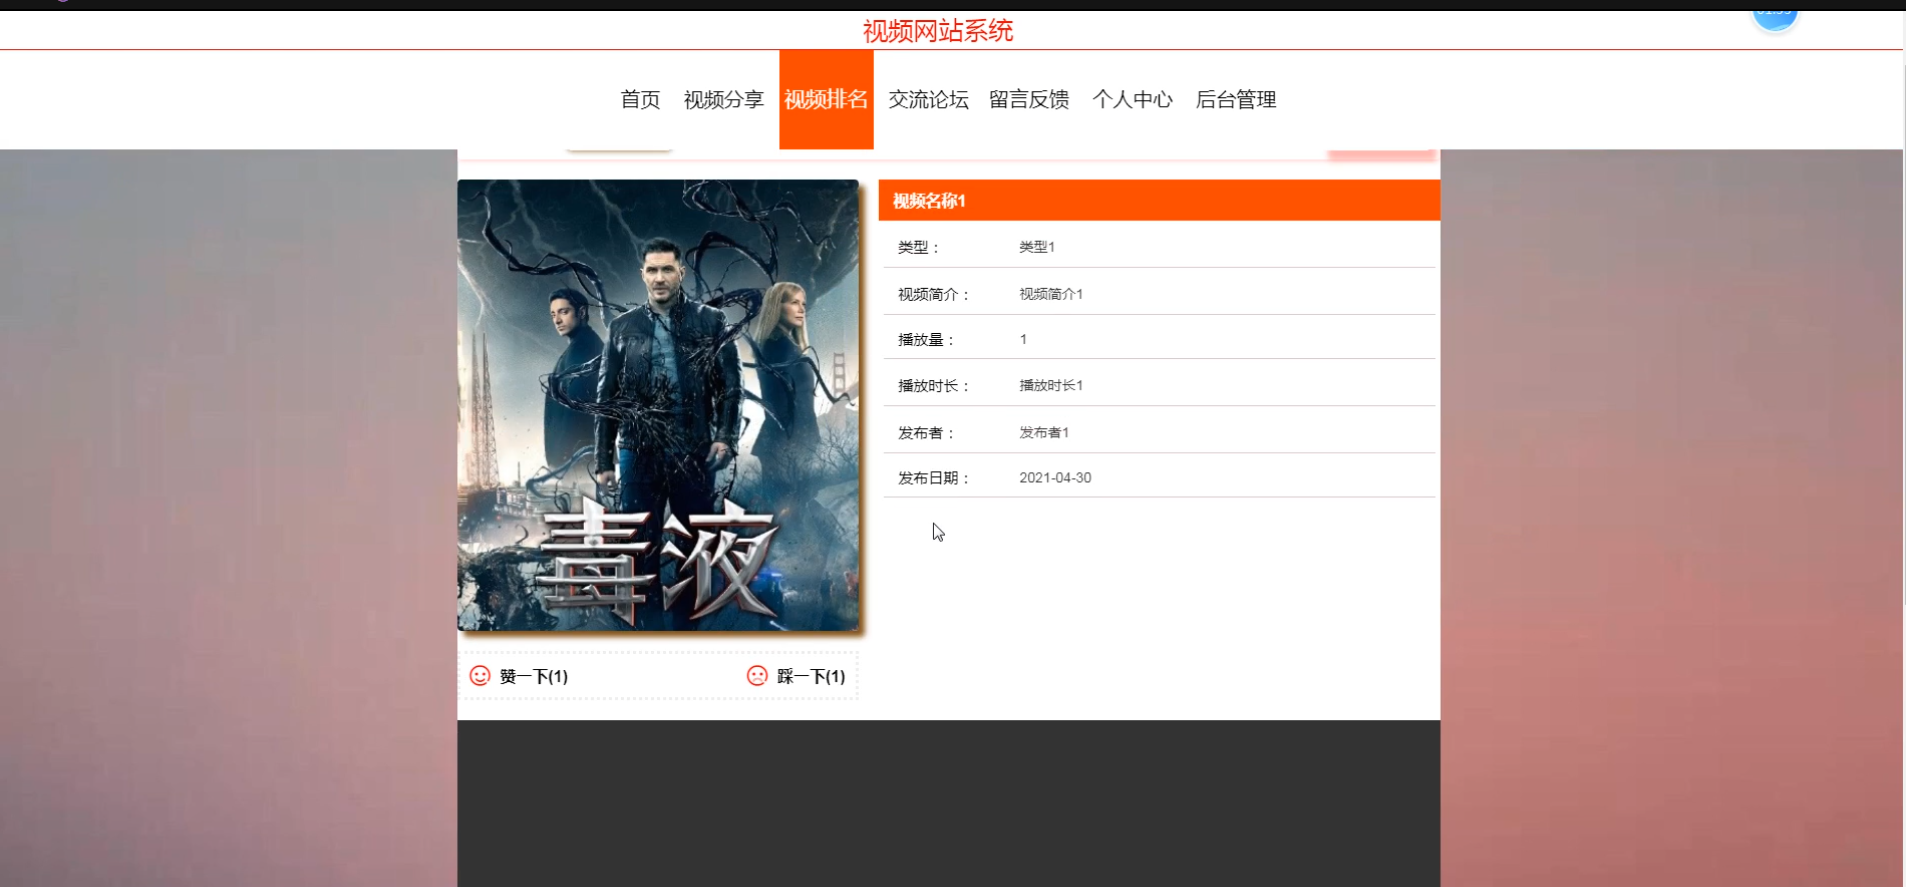 视频网站系统
首页 视频分享 视频排名 交流论坛 留言反馈 个人中心 后台管理
视频名称1
类型： 类型1
视频简介： 视频简介1
播放量： 1
播放时长： 播放时长1
发布者： 发布者1
发布日期： 2021-04-30
毒液
赞一下(1) 踩一下(1)